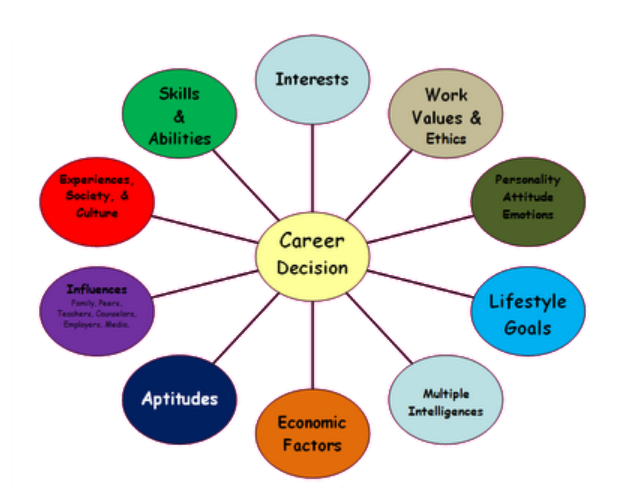 Interests
Skills
&
Abilities
Work
Values &
Ethics
Experiences,
Society, &
Culture
Personality
Attitude
Emotions
Career
Decision
Influences
Family, Peers,
Teachers, Counselors,
Employers, Media,
Lifestyle
Goals
Aptitudes
Multiple
Intelligences
Economic
Factors